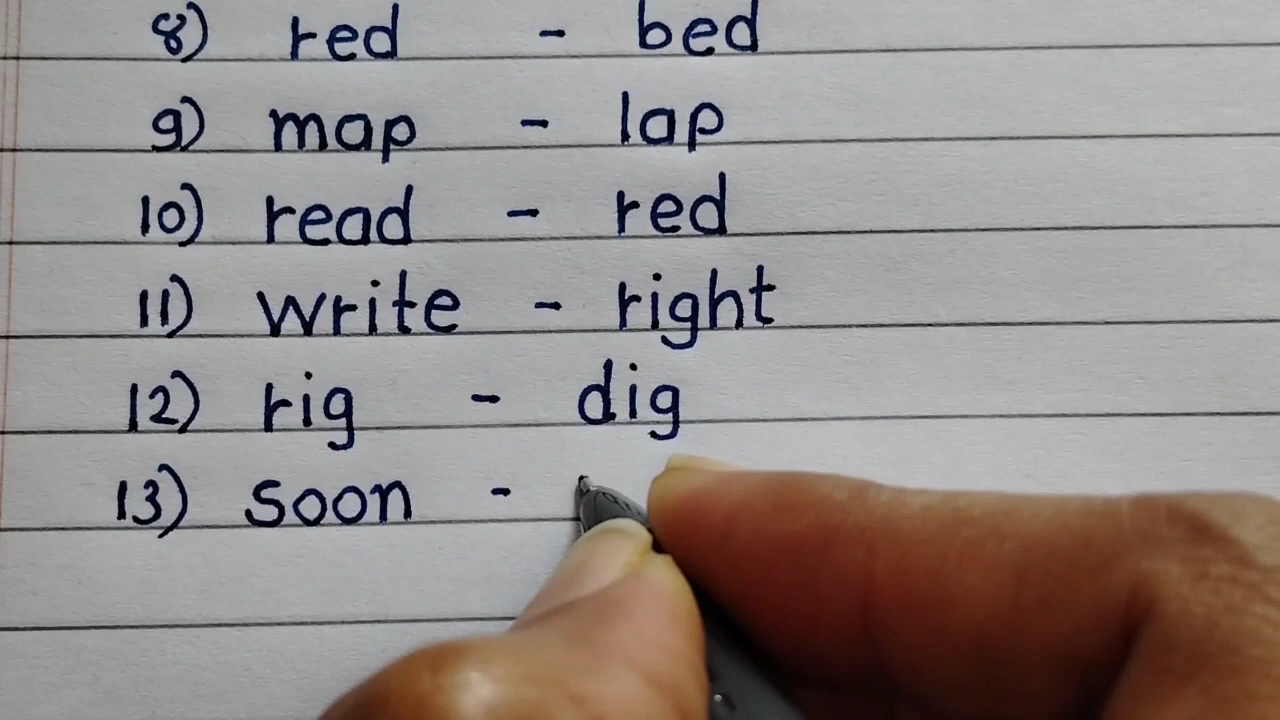 8) red - bed
9) map - lap
10) read - red
11) write - right
12) rig - dig
13) soon -